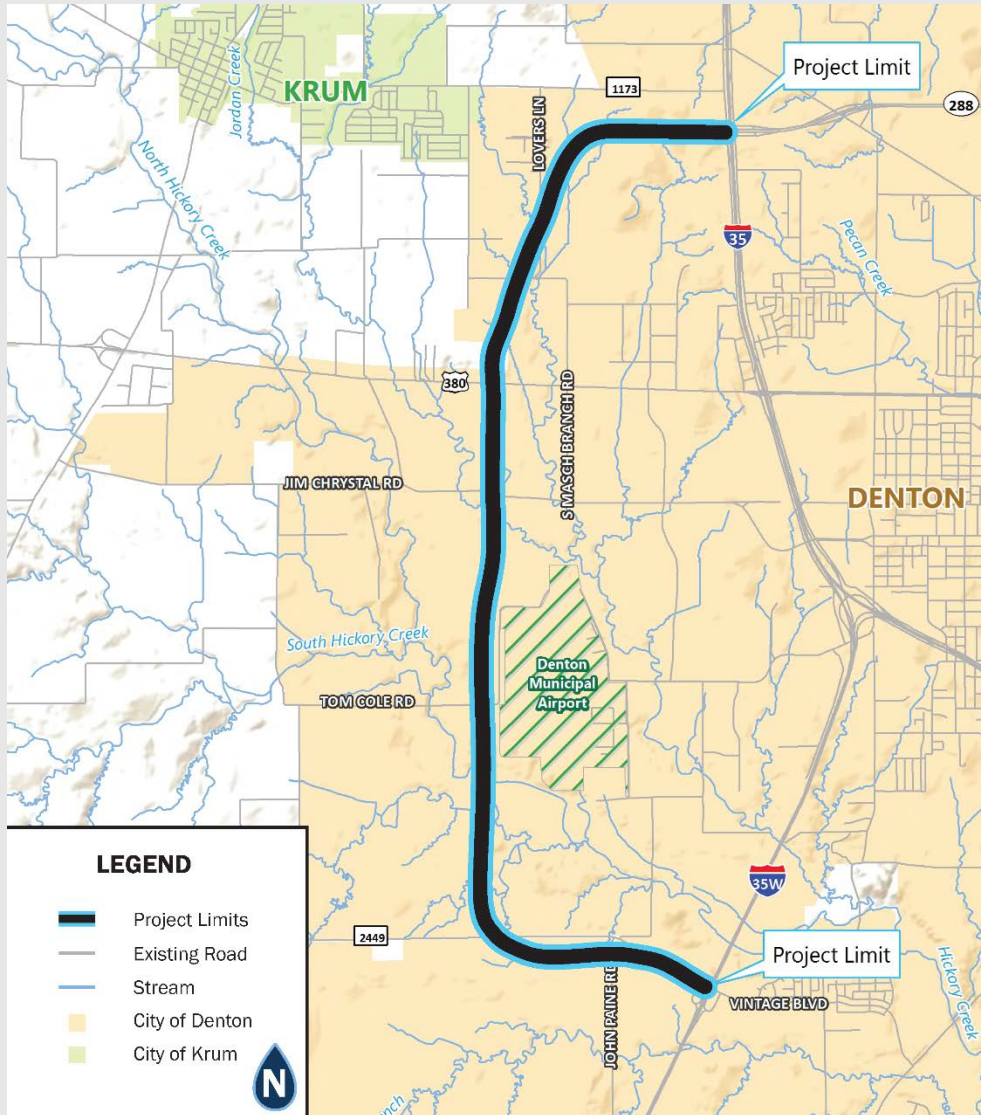 KRUM
Jordan Creek
North Hickory Creek
LOVERS LN
1173
Project Limit
288
35
Pecan Creek
380
S MASCH BRANCH RD
JIM CHRYSTAL RD
DENTON
South Hickory Creek
TOM COLE RD
Denton
Municipal
Airport
35W
2449
JOHN PAINE RD
Project Limit
VINTAGE BLVD
Hickory Creek
LEGEND
Project Limits
Existing Road
Stream
City of Denton
City of Krum
N